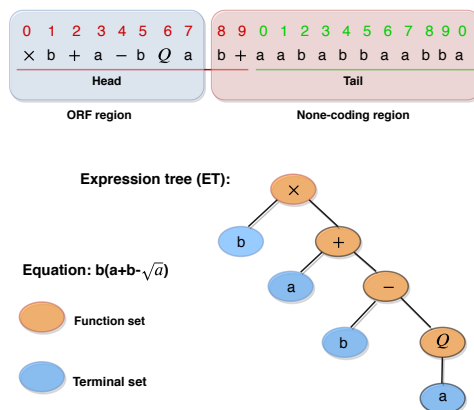 0 1 2 3 4 5 6 7 8 9 0 1 2 3 4 5 6 7 8 9 0
× b + a − b Q a b + a a b a b a a a b b a
Head Tail
ORF region None-coding region
Expression tree (ET):
×
b +
a −
b Q
a
Equation: b(a+b-√a)
Function set
Terminal set